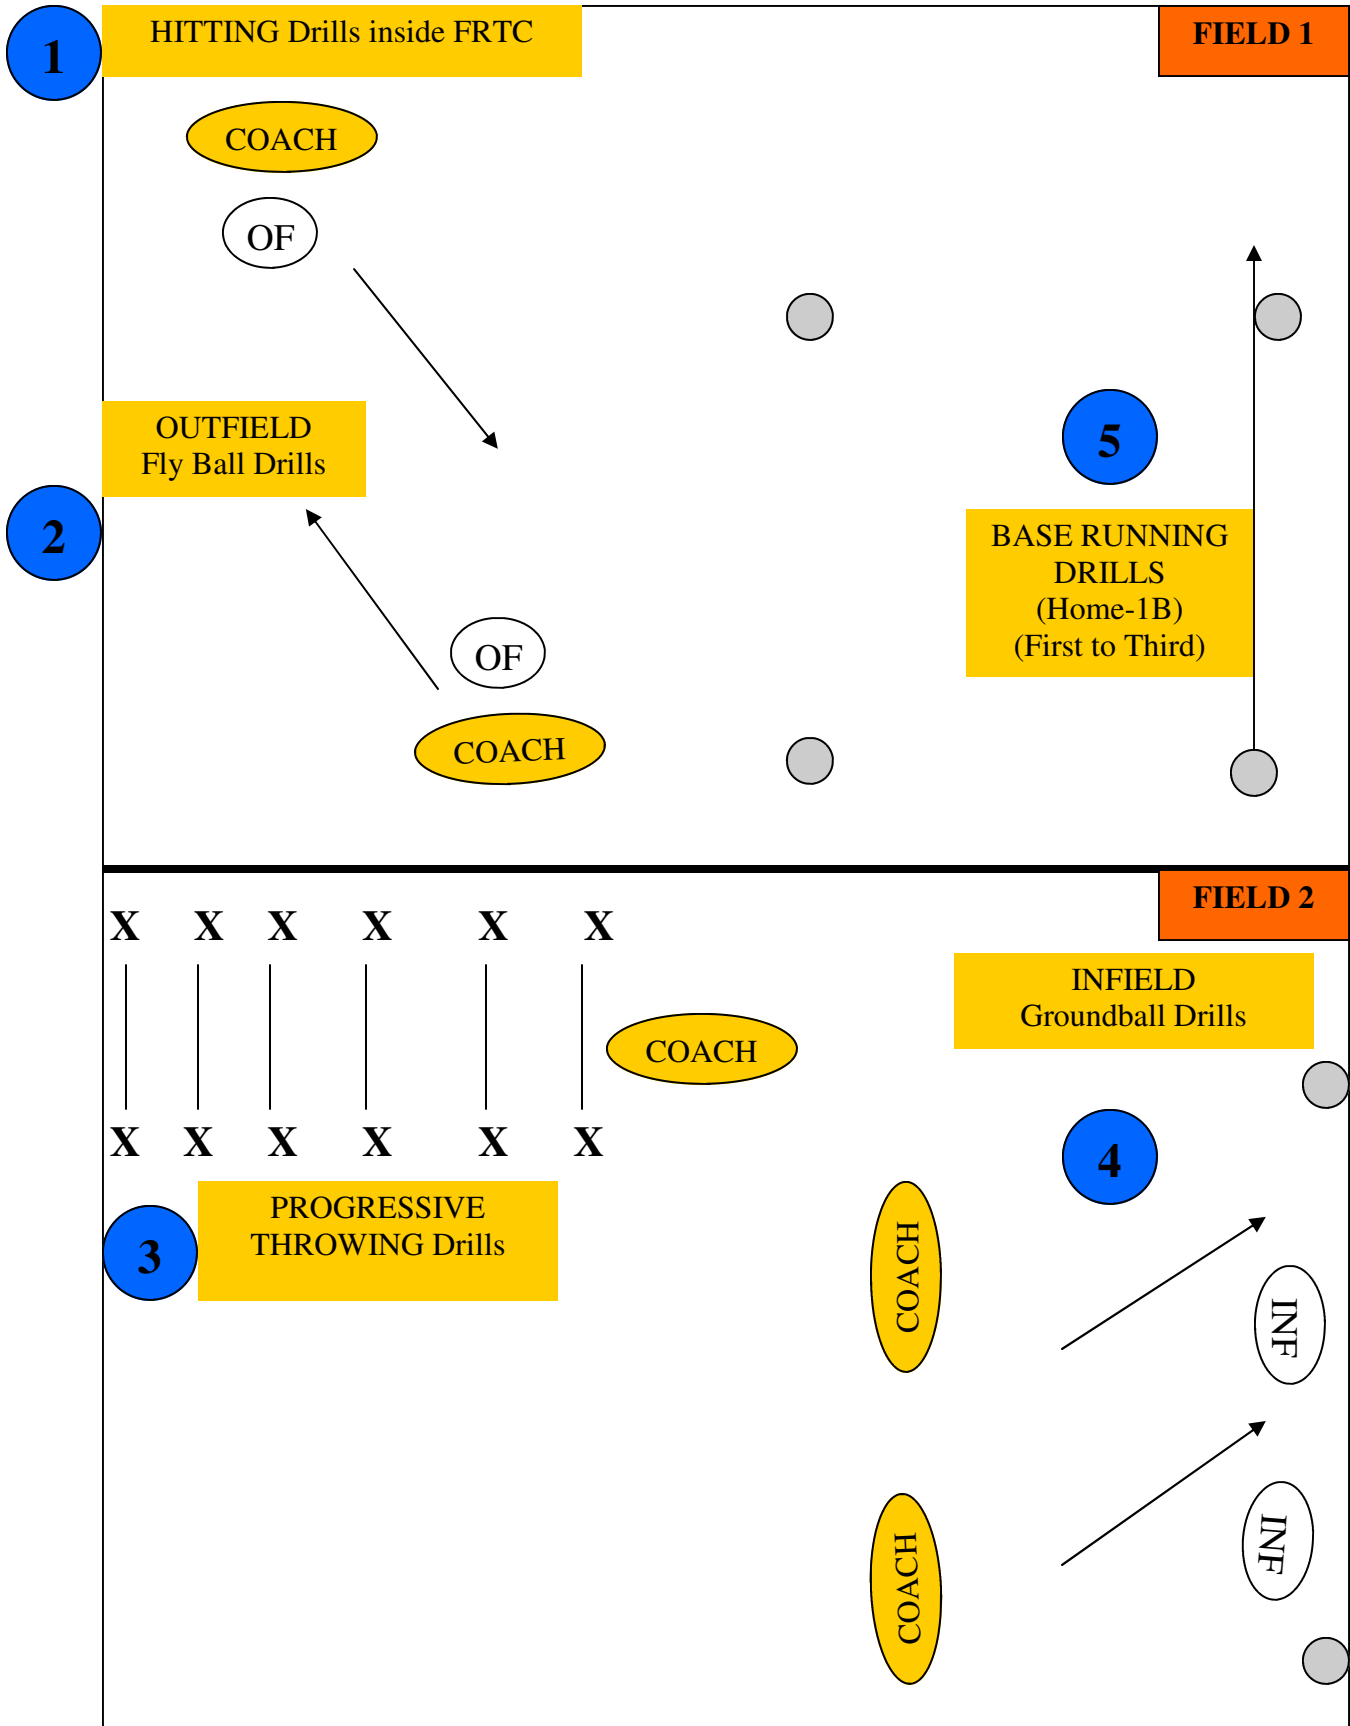 1
HITTING Drills inside FRTC
FIELD 1
COACH
OF
OUTFIELD
Fly Ball Drills
2
5
BASE RUNNING
DRILLS
(Home-1B)
(First to Third)
OF
COACH
FIELD 2
X X X X X X
INFIELD
Groundball Drills
COACH
X X X X X X
4
3
PROGRESSIVE
THROWING Drills
COACH
INF
COACH
INF